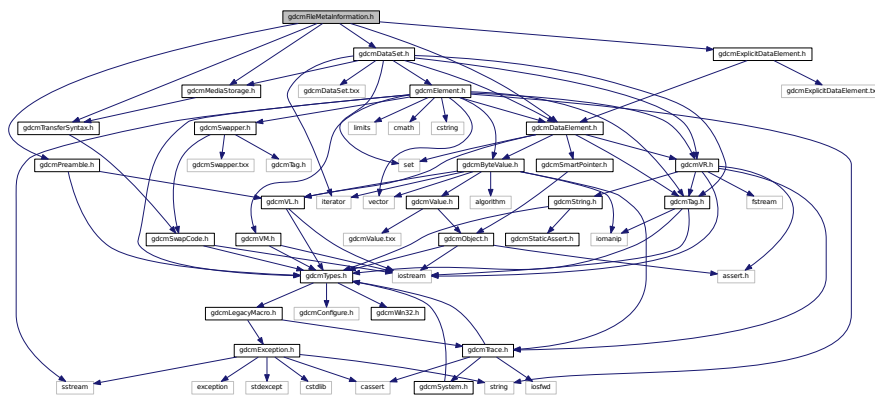 gdcmFileMetaInformation.h
gdcmDataSet.h
gdcmExplicitDataElement.h
gdcmMediaStorage.h
gdcmDataSet.txx
gdcmElement.h
gdcmExplicitDataElement.tx
gdcmTransferSyntax.h
gdcmSwapper.h
limits
cmath
cstring
gdcmDataElement.h
gdcmPreamble.h
gdcmSwapper.txx
gdcmTag.h
set
gdcmByteValue.h
gdcmSmartPointer.h
gdcmVR.h
gdcmVL.h
iterator
vector
gdcmValue.h
algorithm
gdcmString.h
gdcmTag.h
fstream
gdcmSwapCode.h
gdcmVM.h
gdcmValue.txx
gdcmObject.h
gdcmStaticAssert.h
iomanip
gdcmTypes.h
iostream
assert.h
gdcmLegacyMacro.h
gdcmConfigure.h
gdcmWin32.h
gdcmException.h
gdcmTrace.h
sstream
exception
stdexcept
cstdlib
cassert
gdcmSystem.h
string
iosfwd